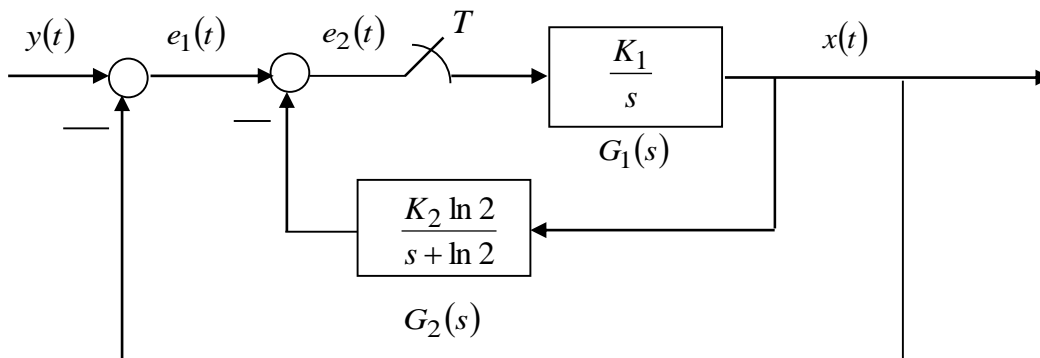 y(t) e₁(t) e₂(t) T x(t)
K₁
s
G₁(s)
— —
K₂ ln 2
s + ln 2
G₂(s)